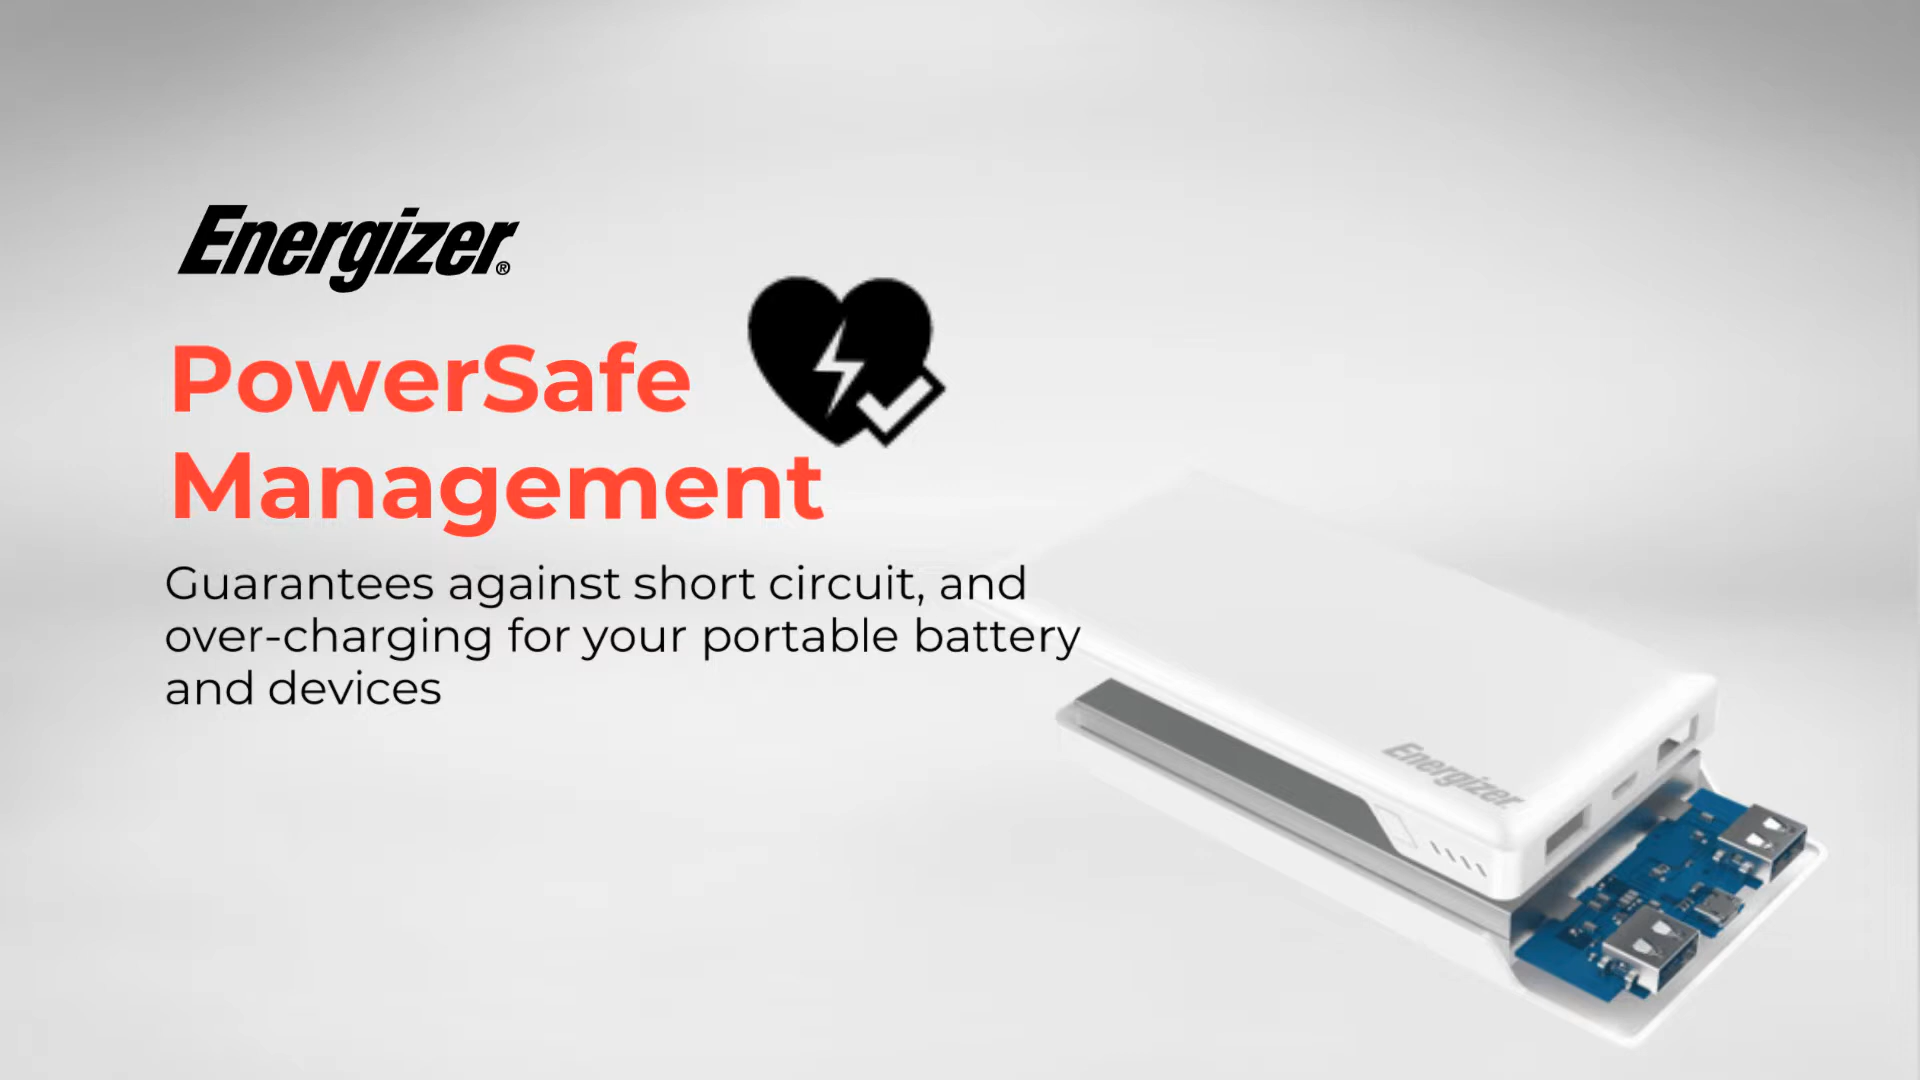 Energizer®
PowerSafe
Management
Guarantees against short circuit, and
over-charging for your portable battery
and devices
Energizer